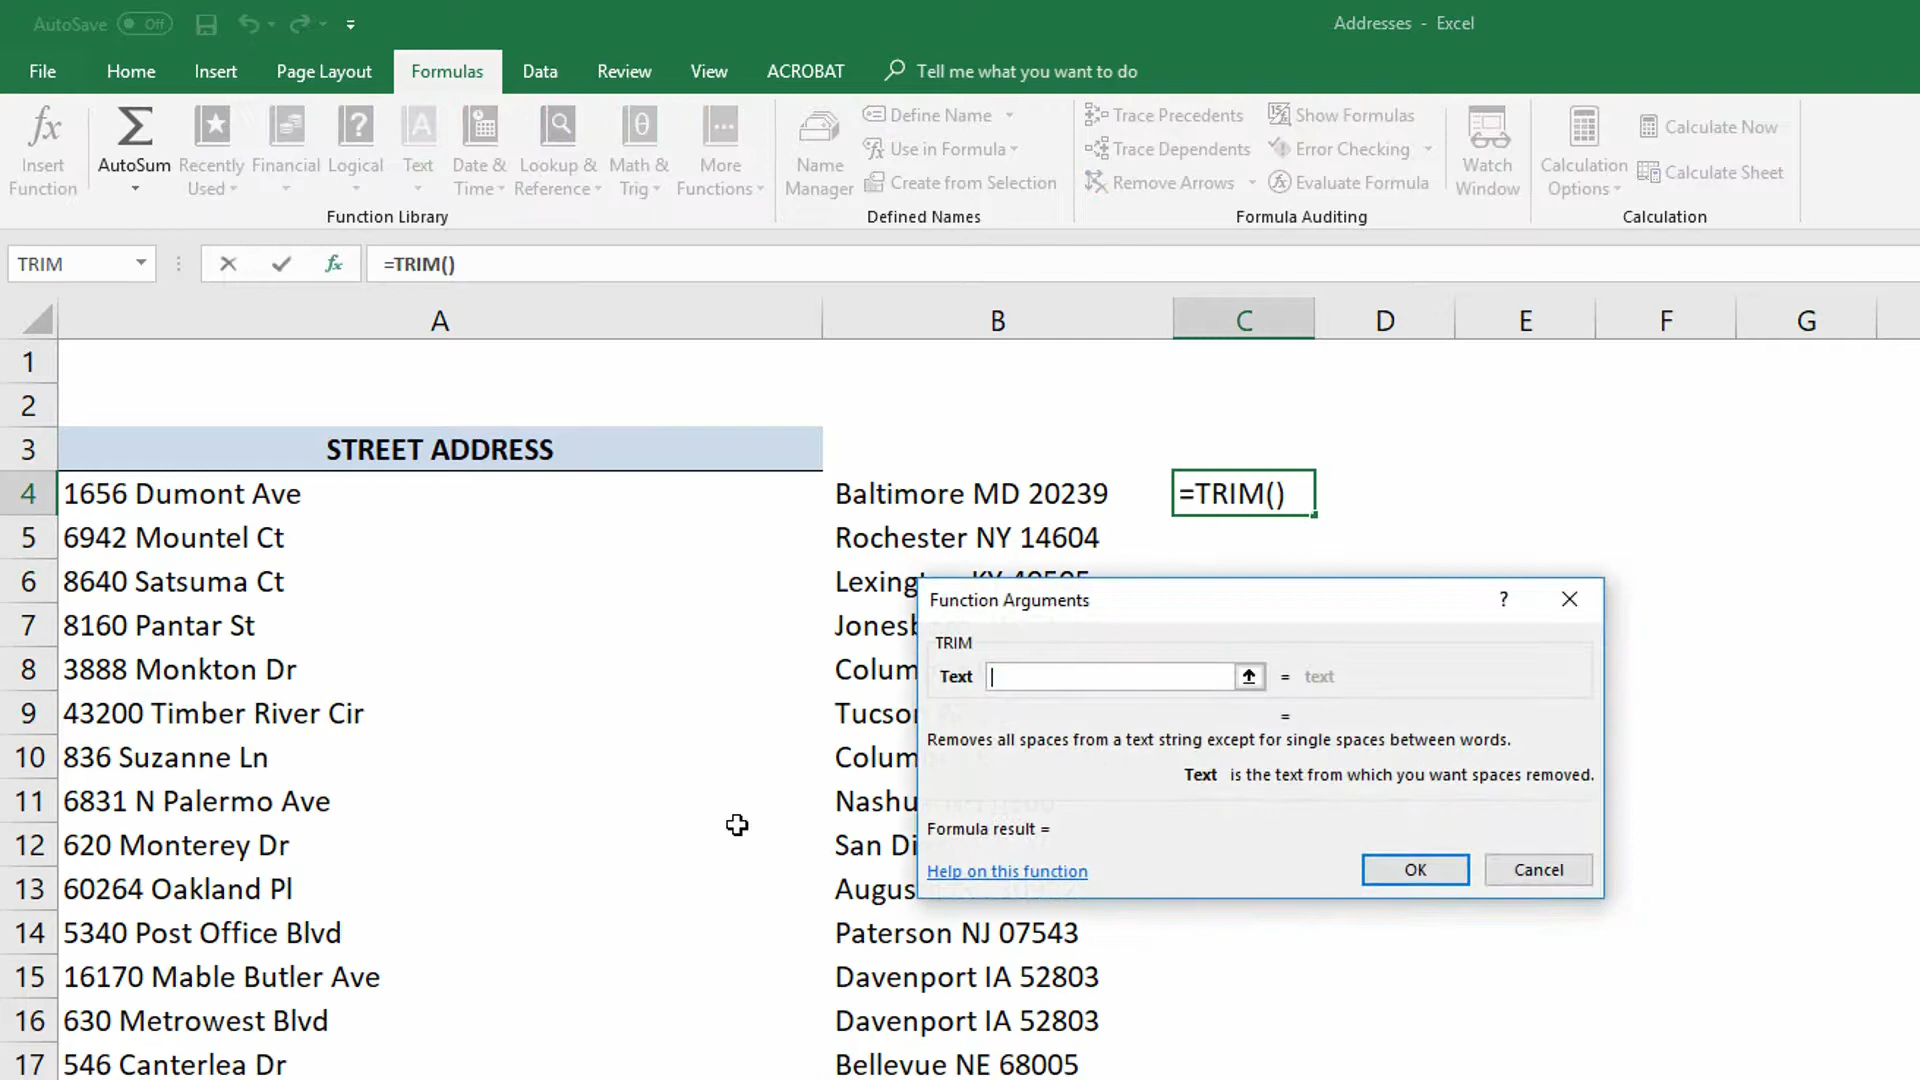 AutoSave Off
Addresses - Excel
File Home Insert Page Layout Formulas Data Review View ACROBAT Tell me what you want to do
fx Insert Function
Σ AutoSum
Recently Used
Financial
? Logical
A Text
Date & Time
Lookup & Reference
θ Math & Trig
More Functions
Function Library
Name Manager
Define Name
Use in Formula
Create from Selection
Defined Names
Trace Precedents
Trace Dependents
Remove Arrows
Show Formulas
Error Checking
Evaluate Formula
Formula Auditing
Watch Window
Calculation Options
Calculate Now
Calculate Sheet
Calculation
TRIM fx =TRIM()
A B C D E F G
1
2
3 STREET ADDRESS
4 1656 Dumont Ave Baltimore MD 20239 =TRIM()
5 6942 Mountel Ct Rochester NY 14604
6 8640 Satsuma Ct
7 8160 Pantar St Jonesb
8 3888 Monkton Dr Colum
9 43200 Timber River Cir Tucson
10 836 Suzanne Ln Colum
11 6831 N Palermo Ave Nashu
12 620 Monterey Dr San Di
13 60264 Oakland Pl Augus
14 5340 Post Office Blvd Paterson NJ 07543
15 16170 Mable Butler Ave Davenport IA 52803
16 630 Metrowest Blvd Davenport IA 52803
17 546 Canterlea Dr Bellevue NE 68005
Function Arguments ?
TRIM
Text = text
=
Removes all spaces from a text string except for single spaces between words.
Text is the text from which you want spaces removed.
Formula result =
Help on this function OK Cancel